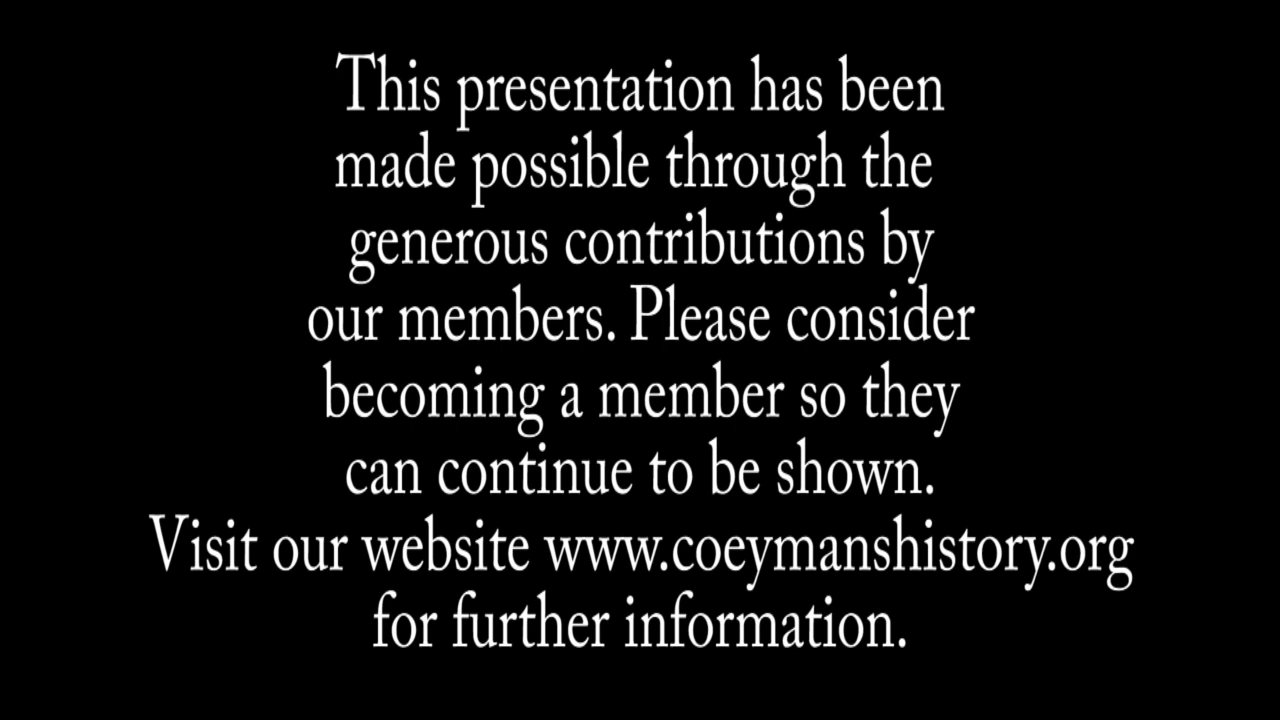 This presentation has been
made possible through the
generous contributions by
our members. Please consider
becoming a member so they
can continue to be shown.
Visit our website www.coeymanshistory.org
for further information.